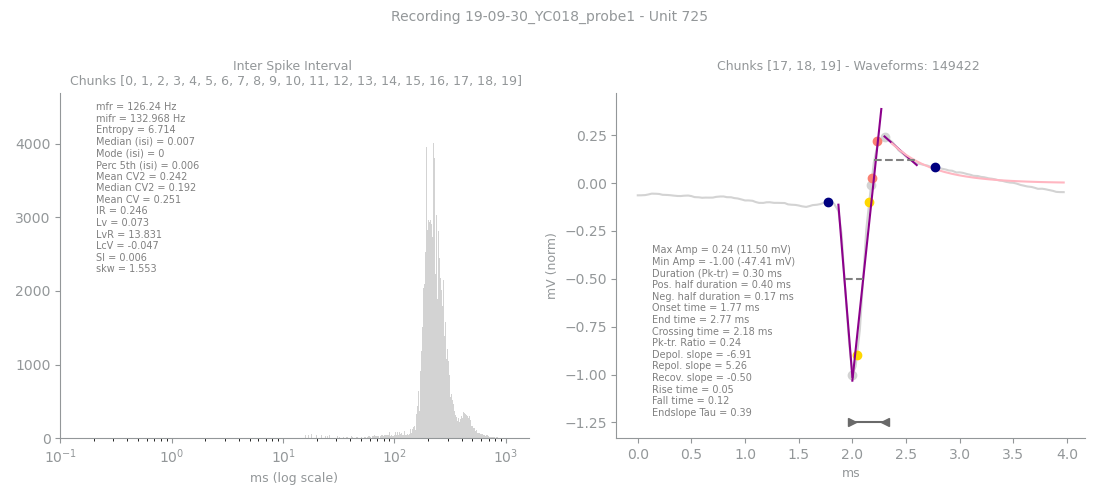 Recording 19-09-30_YC018_probe1 - Unit 725
Inter Spike Interval
Chunks [0, 1, 2, 3, 4, 5, 6, 7, 8, 9, 10, 11, 12, 13, 14, 15, 16, 17, 18, 19]
mfr = 126.24 Hz
mifr = 132.968 Hz
Entropy = 6.714
Median (isi) = 0.007
Mode (isi) = 0
Perc 5th (isi) = 0.006
Mean CV2 = 0.242
Median CV2 = 0.192
Mean CV = 0.251
IR = 0.246
Lv = 0.073
LvR = 13.831
LcV = -0.047
SI = 0.006
skw = 1.553
4000
3000
2000
1000
0
10⁻¹ 10⁰ 10¹ 10² 10³
ms (log scale)
Chunks [17, 18, 19] - Waveforms: 149422
mV (norm)
0.25
0.00
−0.25
−0.50
−0.75
−1.00
−1.25
Max Amp = 0.24 (11.50 mV)
Min Amp = -1.00 (-47.41 mV)
Duration (Pk-tr) = 0.30 ms
Pos. half duration = 0.40 ms
Neg. half duration = 0.17 ms
Onset time = 1.77 ms
End time = 2.77 ms
Crossing time = 2.18 ms
Pk-tr. Ratio = 0.24
Depol. slope = -6.91
Repol. slope = 5.26
Recov. slope = -0.50
Rise time = 0.05
Fall time = 0.12
Endslope Tau = 0.39
0.0 0.5 1.0 1.5 2.0 2.5 3.0 3.5 4.0
ms